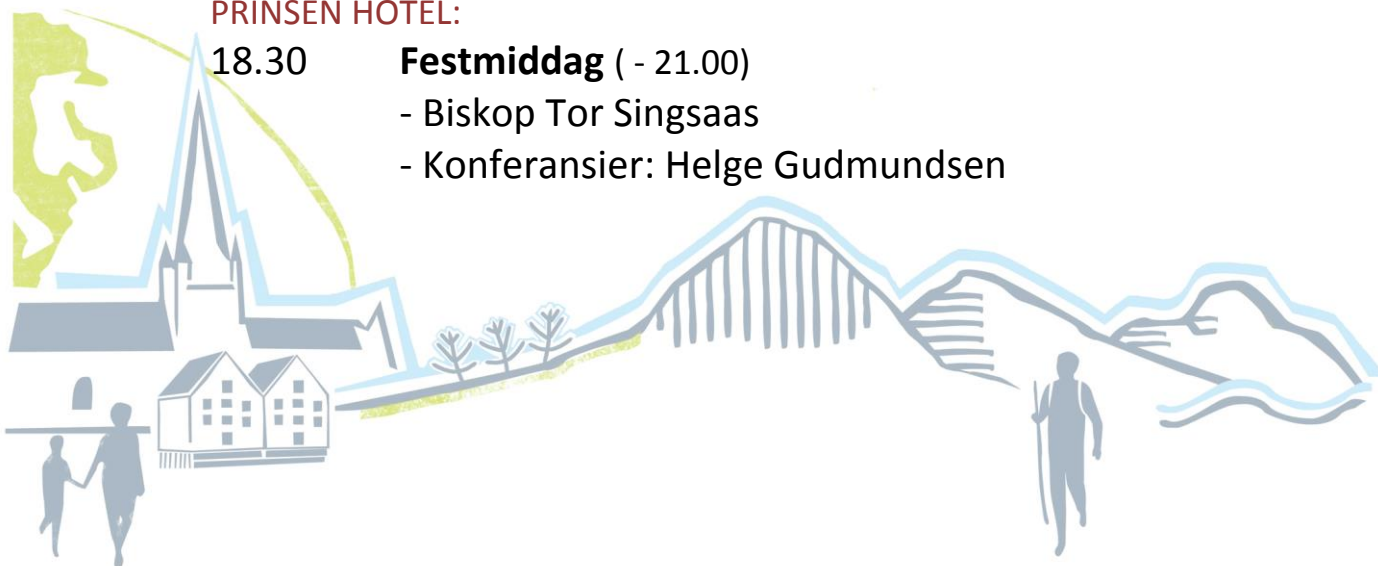 PRINSEN HOTEL:
18.30 Festmiddag ( - 21.00)
- Biskop Tor Singsaas
- Konferansier: Helge Gudmundsen